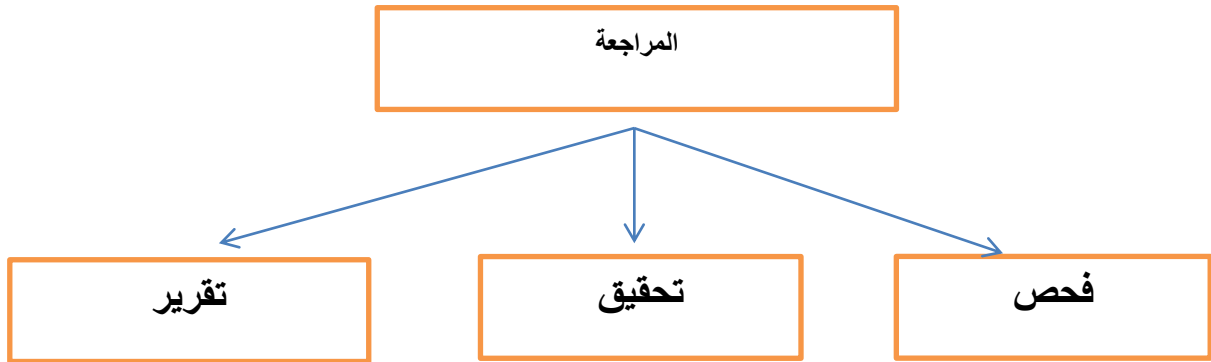 المراجعة
فحص
تحقيق
تقرير